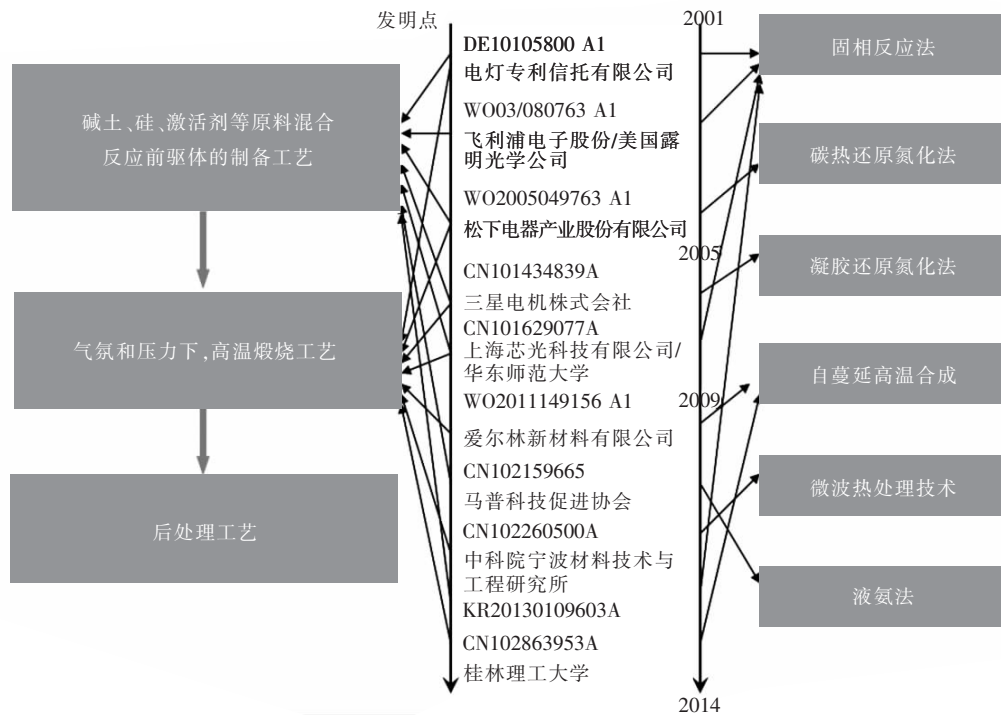 发明点
碱土、硅、激活剂等原料混合
反应前驱体的制备工艺
气氛和压力下,高温煅烧工艺
后处理工艺
DE10105800 A1
电灯专利信托有限公司
WO03/080763 A1
飞利浦电子股份/美国露
明光学公司
WO2005049763 A1
松下电器产业股份有限公司
CN101434839A
三星电机株式会社
CN101629077A
上海芯光科技有限公司/
华东师范大学
WO2011149156 A1
爱尔林新材料有限公司
CN102159665
马普科技促进协会
CN102260500A
中科院宁波材料技术与
工程研究所
KR20130109603A
CN102863953A
桂林理工大学
2001
2005
2009
2014
固相反应法
碳热还原氮化法
凝胶还原氮化法
自蔓延高温合成
微波热处理技术
液氨法